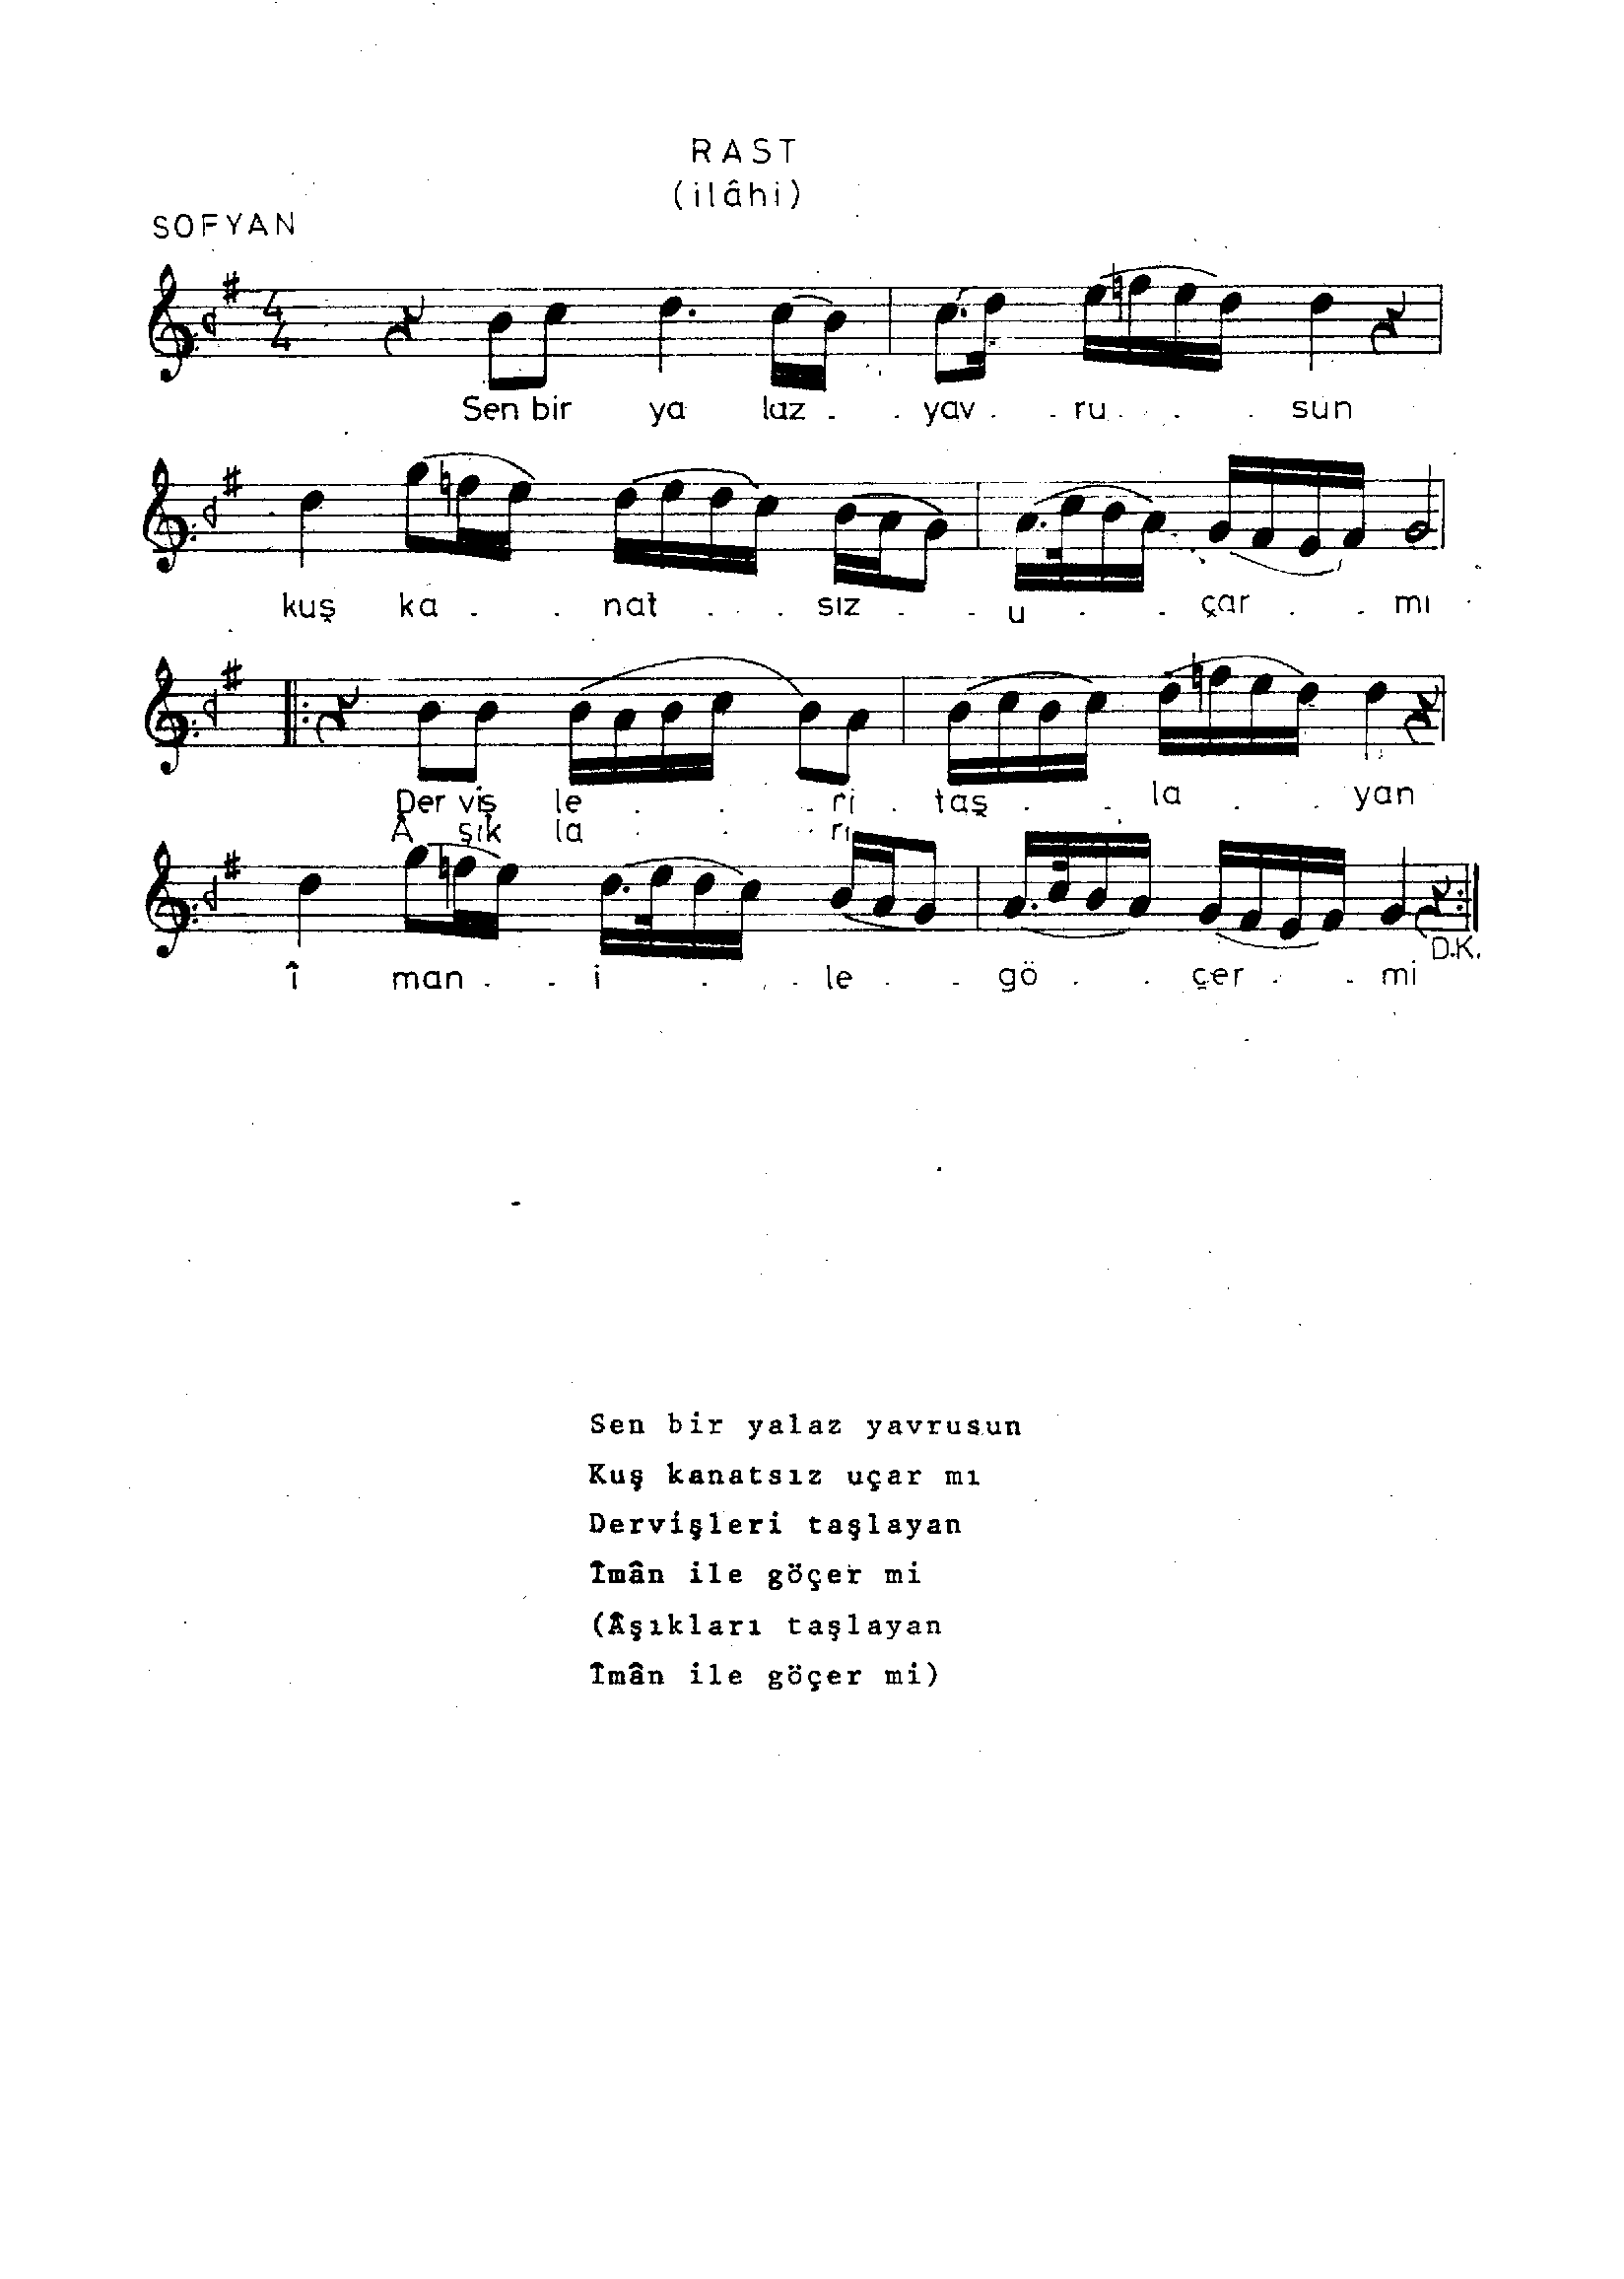 RAST
(ilâhi)
SOFYAN
4
4
Sen bir ya laz . . yav . . ru . . . sun
kuş ka . . nat . . . sız . . u . . çar . . mı
Der viş le . . . ri . taş . . la . . yan
Â şık la . . . rı
î man . . i . . . le . . gö . . çer . . mi
D.K.
Sen bir yalaz yavrusun
Kuş kanatsız uçar mı
Dervişleri taşlayan
Îmân ile göçer mi
(Âşıkları taşlayan
Îmân ile göçer mi)